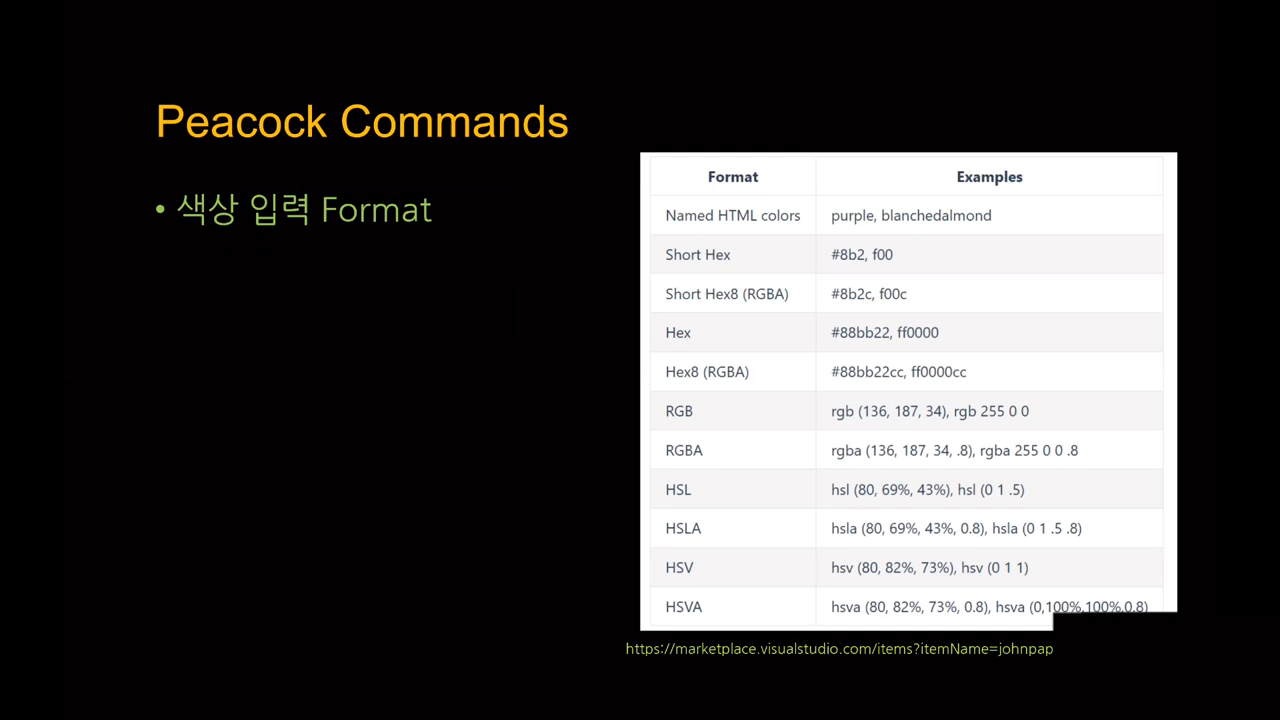 Peacock Commands
• 색상 입력 Format
Format Examples
Named HTML colors purple, blanchedalmond
Short Hex #8b2, f00
Short Hex8 (RGBA) #8b2c, f00c
Hex #88bb22, ff0000
Hex8 (RGBA) #88bb22cc, ff0000cc
RGB rgb (136, 187, 34), rgb 255 0 0
RGBA rgba (136, 187, 34, .8), rgba 255 0 0 .8
HSL hsl (80, 69%, 43%), hsl (0 1 .5)
HSLA hsla (80, 69%, 43%, 0.8), hsla (0 1 .5 .8)
HSV hsv (80, 82%, 73%), hsv (0 1 1)
HSVA hsva (80, 82%, 73%, 0.8), hsva (0,100%,100%,0.8)
https://marketplace.visualstudio.com/items?itemName=johnpap